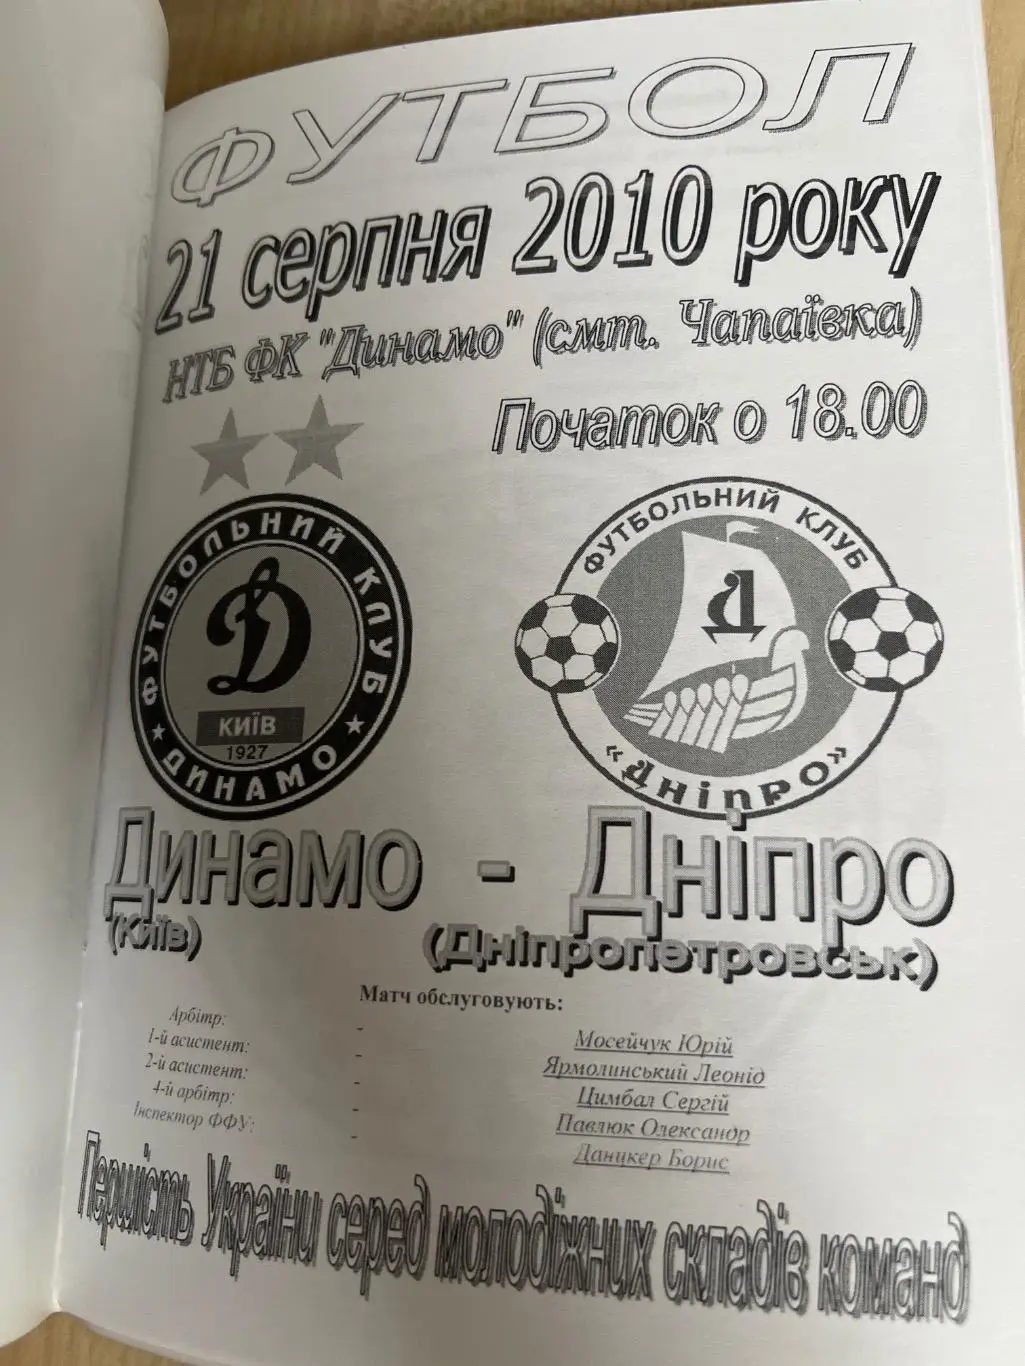 ФУТБОЛ
21 серпня 2010 року
НТБ ФК "Динамо" (смт. Чапаївка)
Початок о 18.00
ФУТБОЛЬНИЙ КЛУБ
Д
КИЇВ
1927
★ ДИНАМО ★
ФУТБОЛЬНИЙ КЛУБ
Д
«ДНІПРО»
Динамо - Дніпро
(Київ) (Дніпропетровськ)
Матч обслуговують:
Арбітр: - Мосейчук Юрій
1-й асистент: - Ярмолинський Леонід
2-й асистент: - Цимбал Сергій
4-й арбітр: - Павлюк Олександр
Інспектор ФФУ: - Даникер Борис
Першість України серед молодіжних складів команд